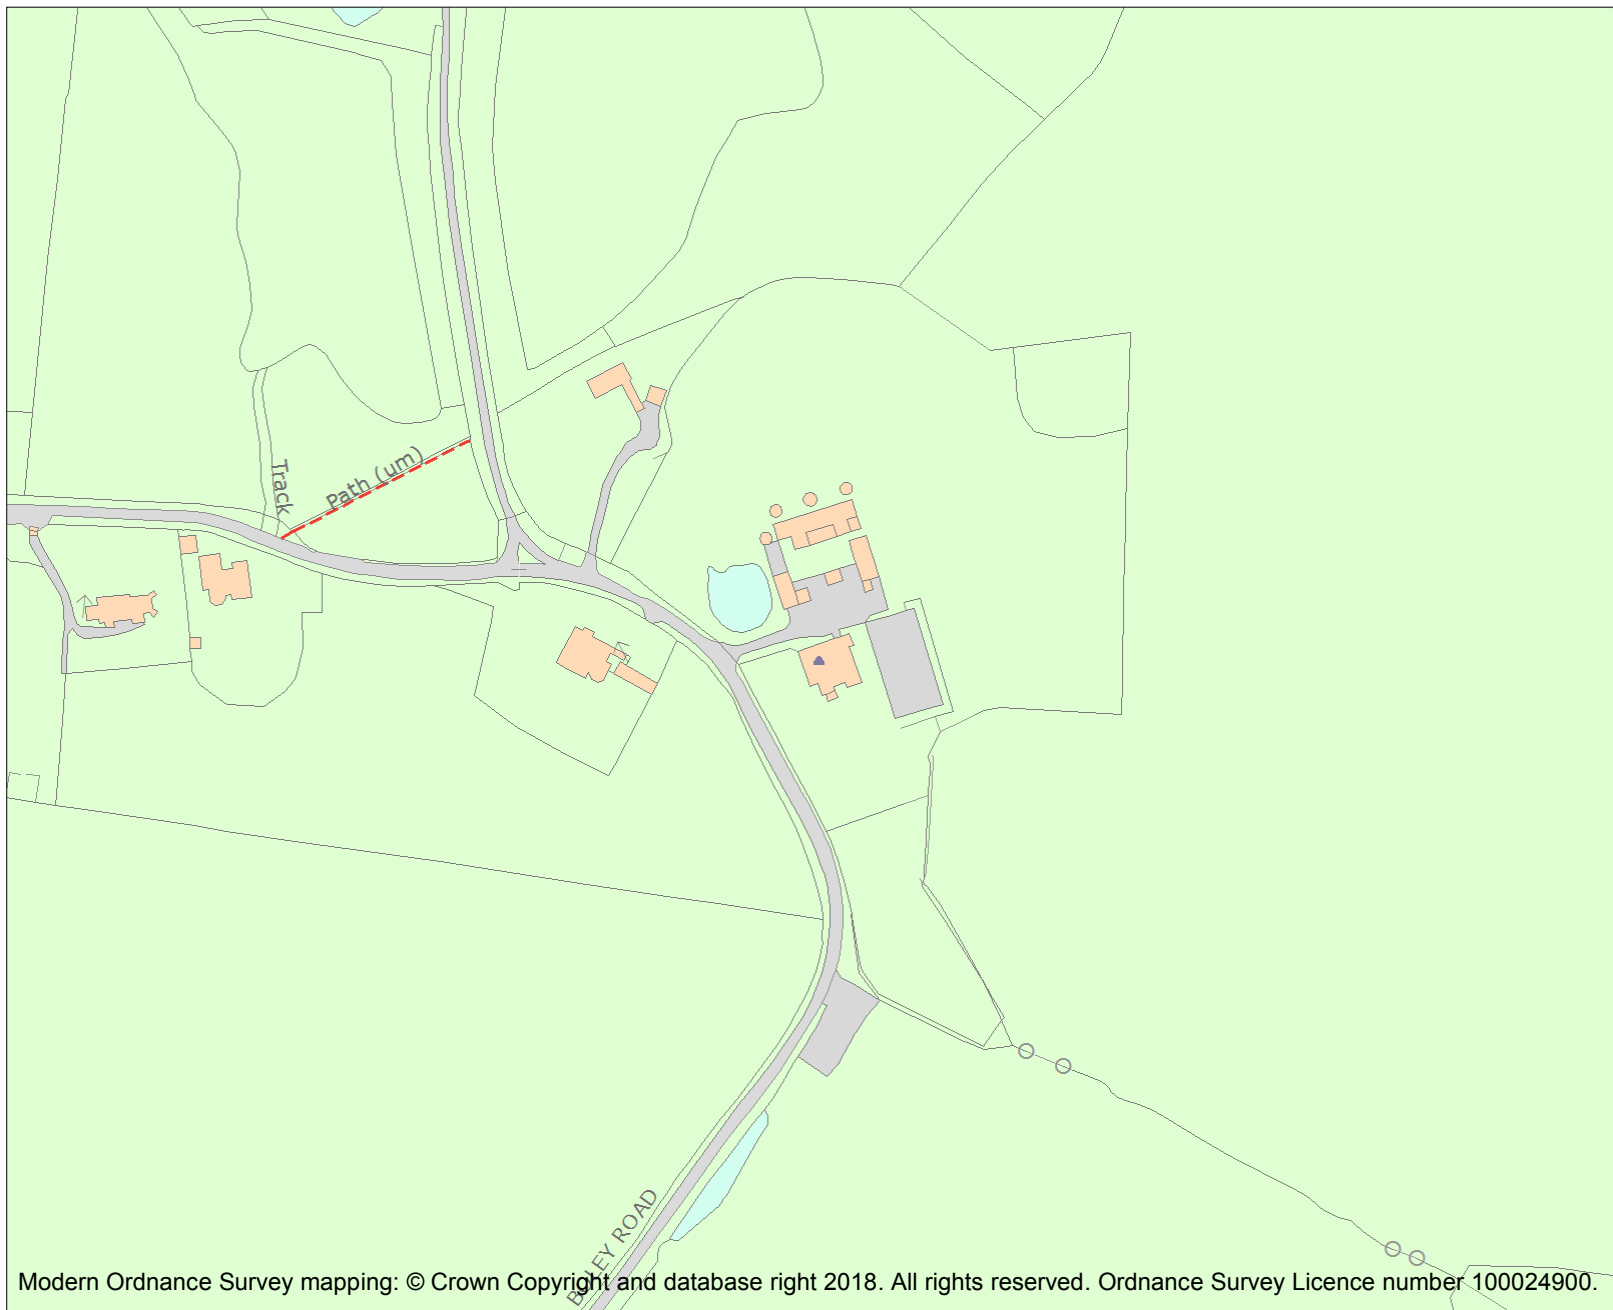 Path (um)
Track
ROAD
Modern Ordnance Survey mapping: © Crown Copyright and database right 2018. All rights reserved. Ordnance Survey Licence number 100024900.